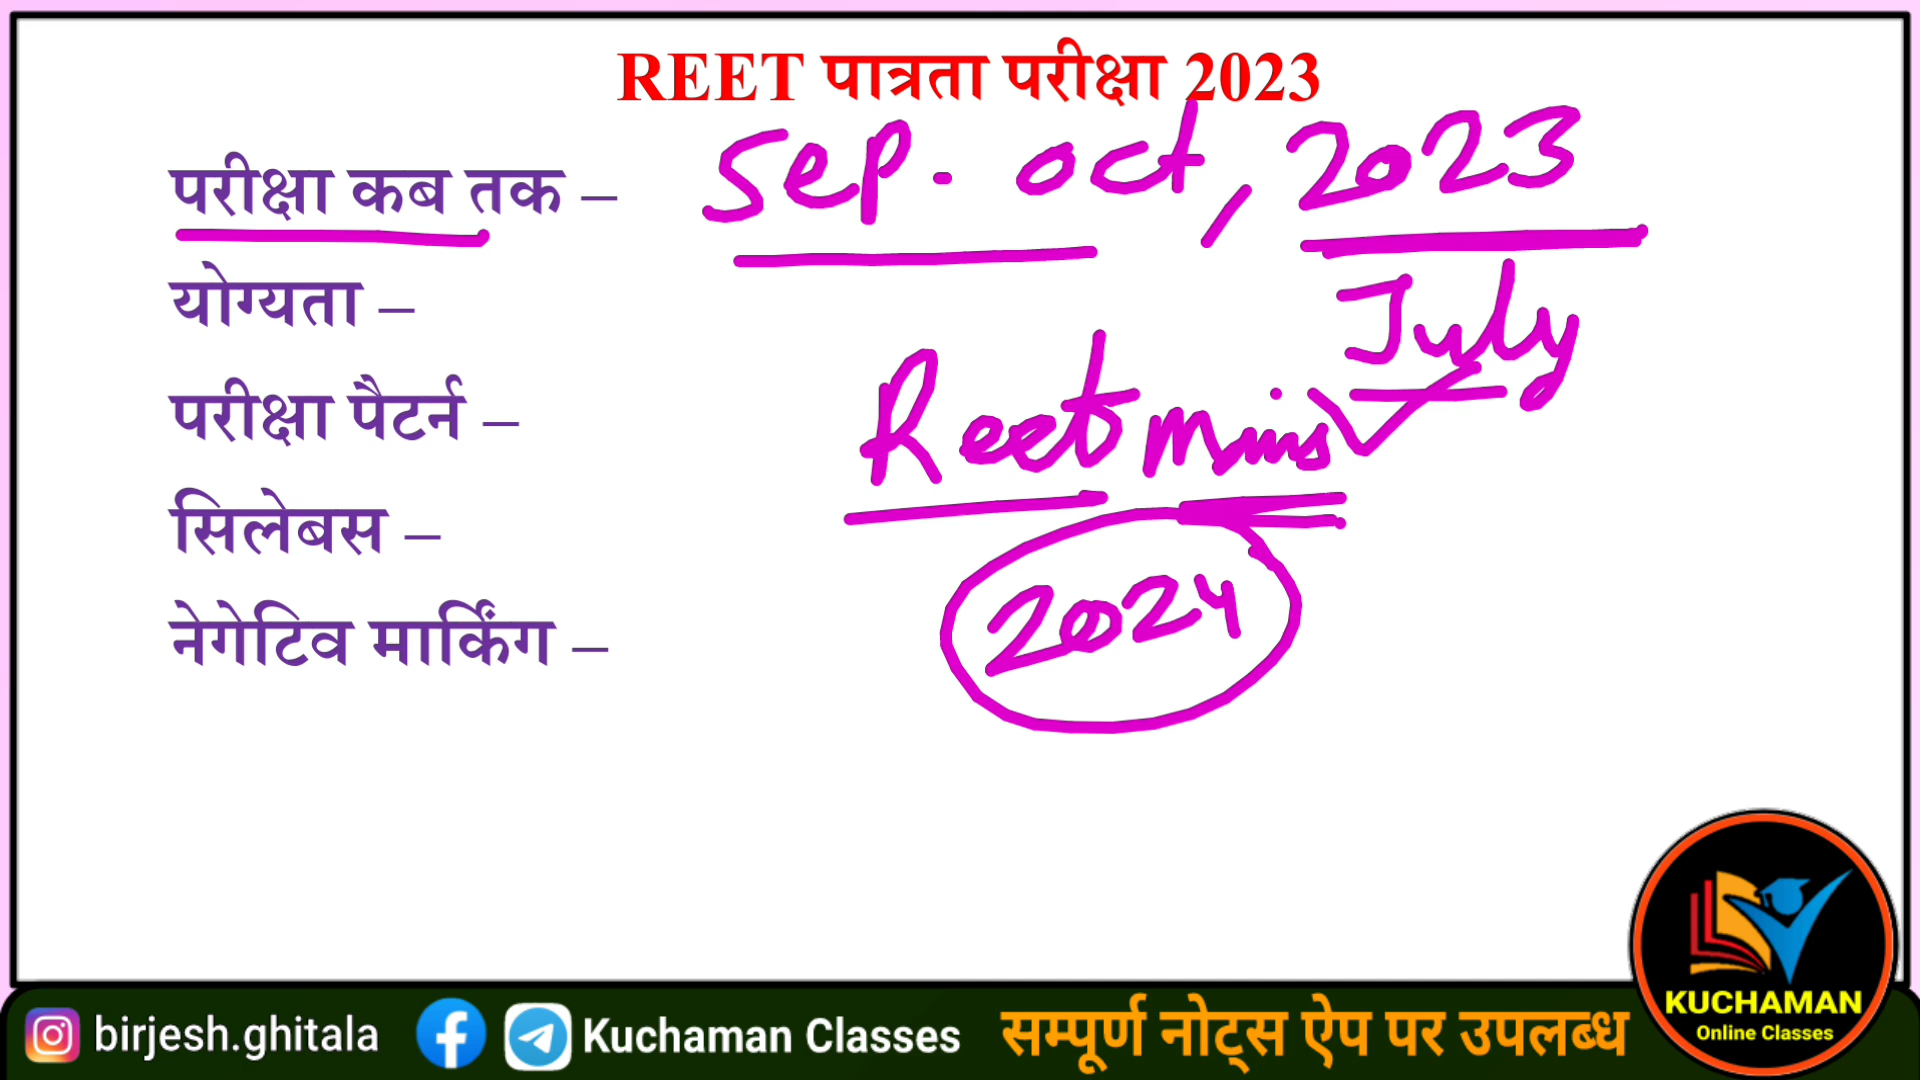 REET पात्रता परीक्षा 2023
परीक्षा कब तक – Sep. Oct, 2023
योग्यता –
July
परीक्षा पैटर्न –
Reet Mains
सिलेबस –
2024
नेगेटिव मार्किंग –
birjesh.ghitala
Kuchaman Classes
सम्पूर्ण नोट्स ऐप पर उपलब्ध
KUCHAMAN
Online Classes